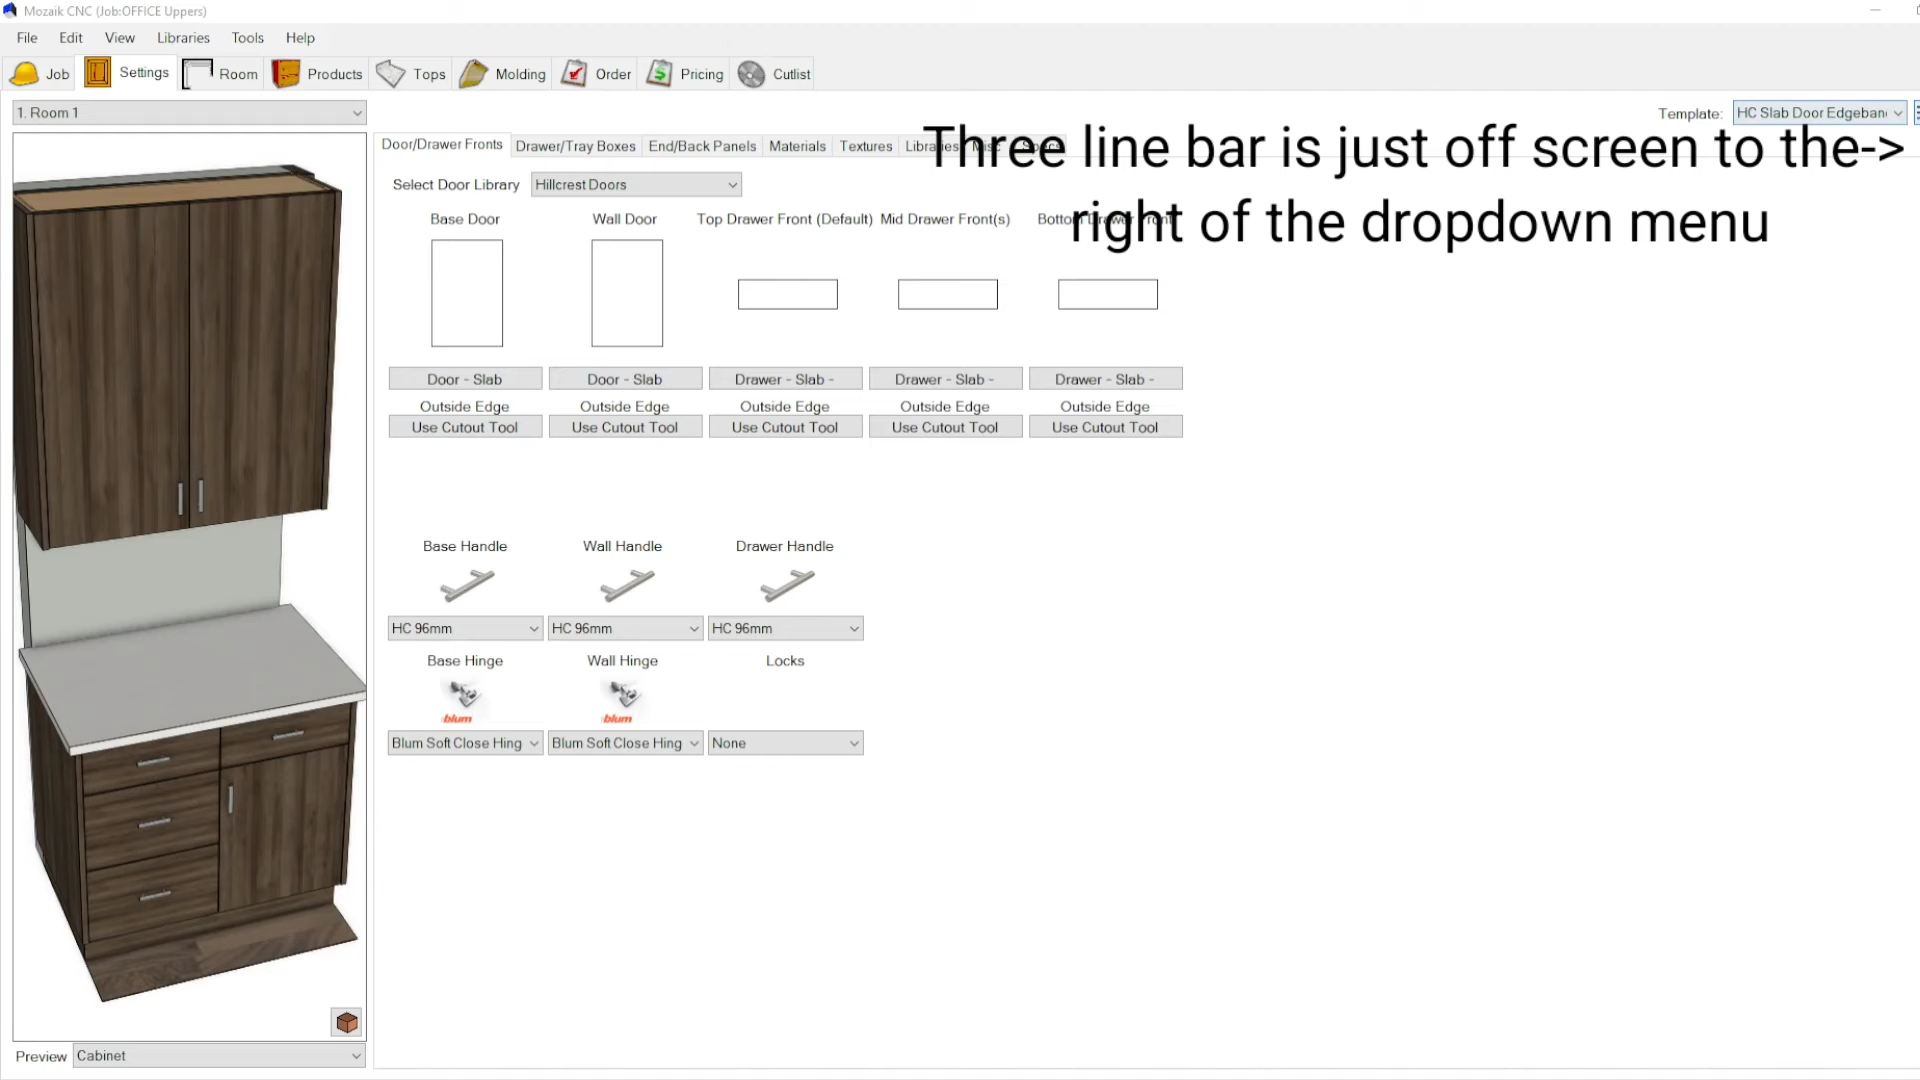 Mozaik CNC (Job:OFFICE Uppers)
File Edit View Libraries Tools Help
Job Settings Room Products Tops Molding Order Pricing Cutlist
1. Room 1
Template: HC Slab Door Edgeban
Door/Drawer Fronts Drawer/Tray Boxes End/Back Panels Materials Textures Libraries Misc Specs
Three line bar is just off screen to the->
right of the dropdown menu
Select Door Library Hillcrest Doors
Base Door Wall Door Top Drawer Front (Default) Mid Drawer Front(s) Bottom Drawer Front
Door - Slab Door - Slab Drawer - Slab - Drawer - Slab - Drawer - Slab -
Outside Edge Outside Edge Outside Edge Outside Edge Outside Edge
Use Cutout Tool Use Cutout Tool Use Cutout Tool Use Cutout Tool Use Cutout Tool
Base Handle Wall Handle Drawer Handle
HC 96mm HC 96mm HC 96mm
Base Hinge Wall Hinge Locks
blum blum
Blum Soft Close Hing Blum Soft Close Hing None
Preview Cabinet